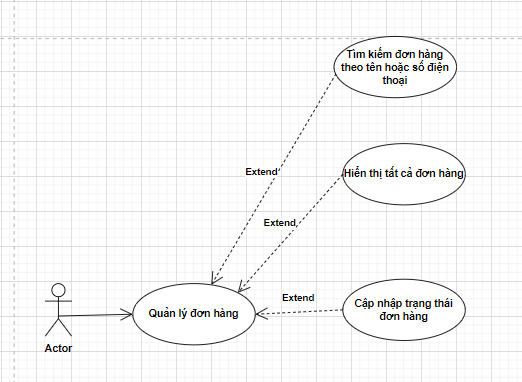 Tìm kiếm đơn hàng
theo tên hoặc số điện
thoại
Extend
Hiển thị tất cả đơn hàng
Extend
Extend
Cập nhập trạng thái
đơn hàng
Quản lý đơn hàng
Actor